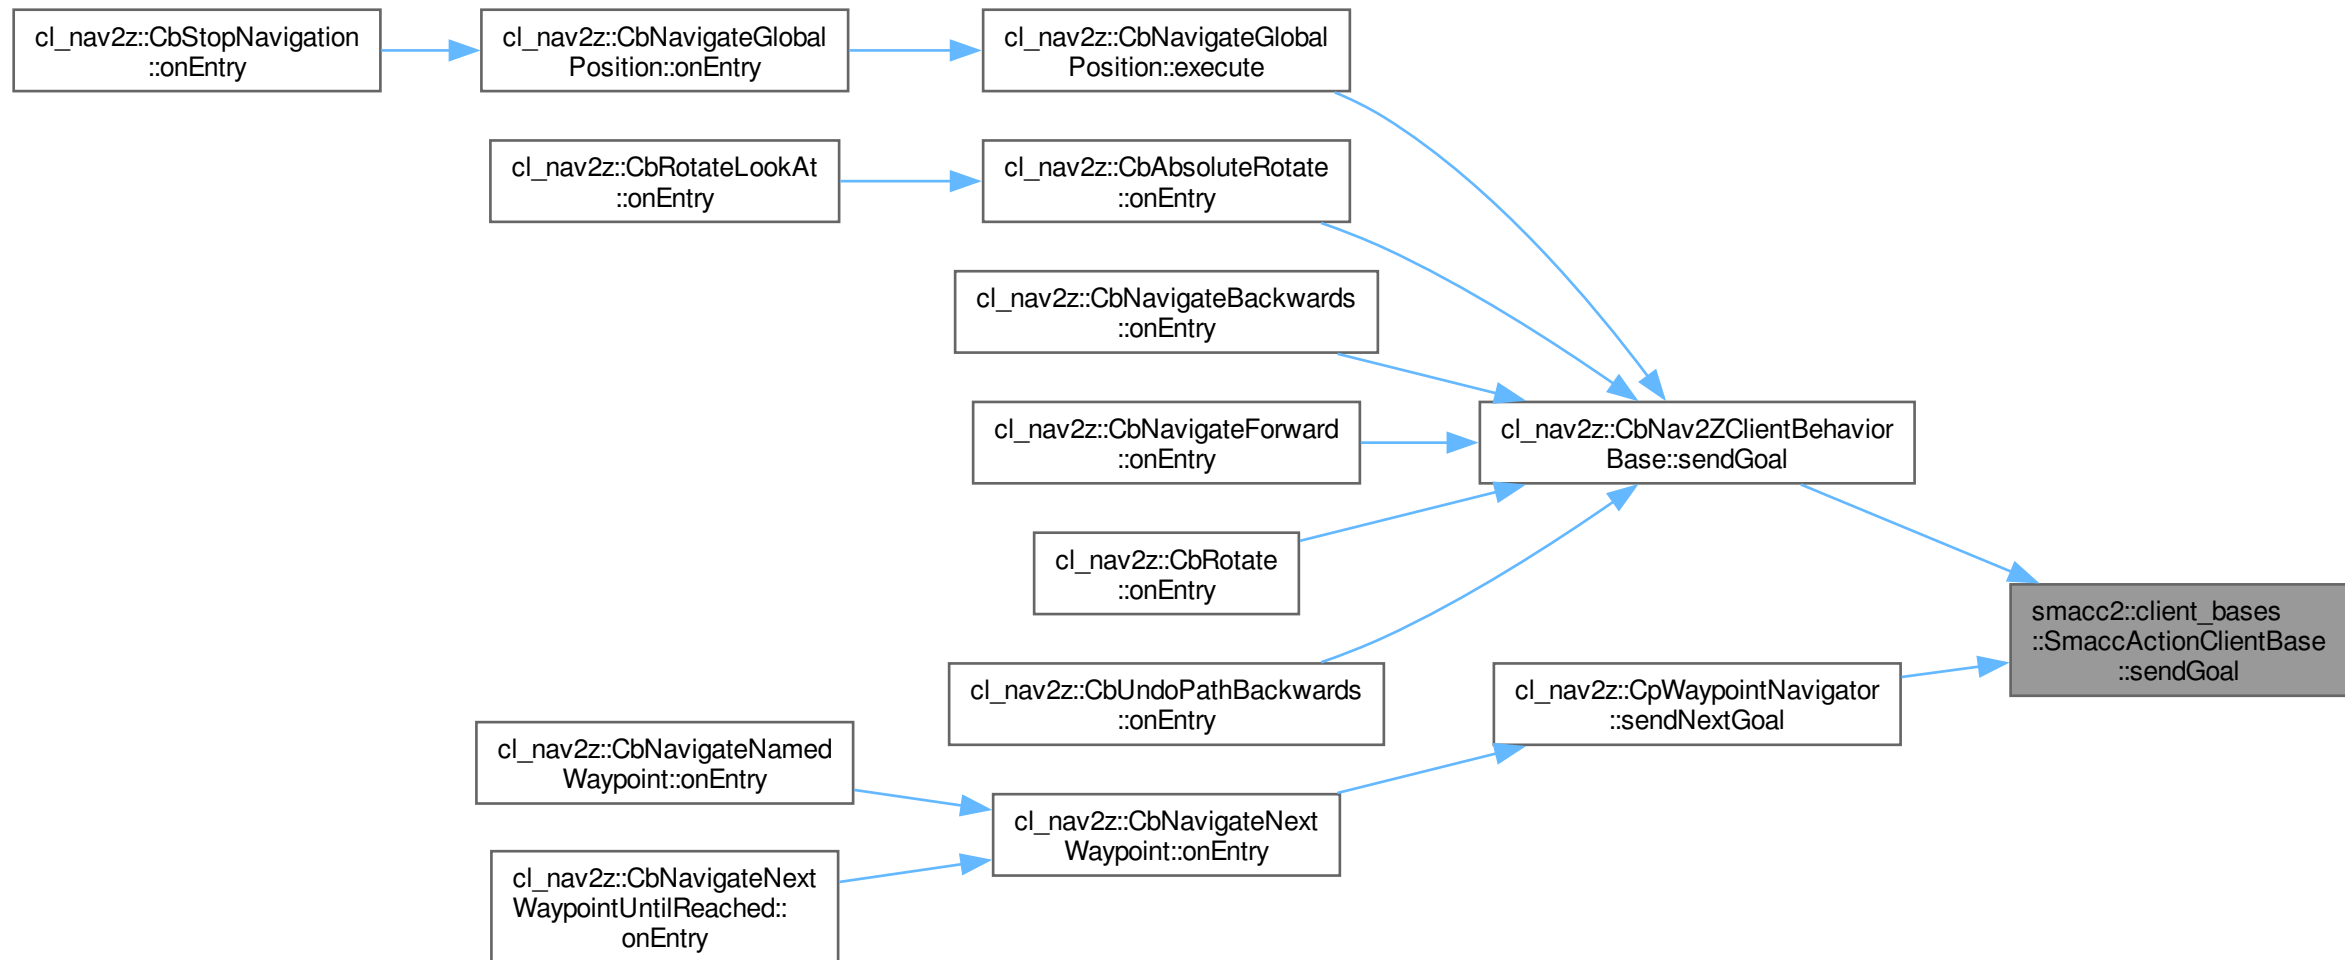 cl_nav2z::CbStopNavigation
::onEntry
cl_nav2z::CbNavigateGlobal
Position::onEntry
cl_nav2z::CbNavigateGlobal
Position::execute
cl_nav2z::CbRotateLookAt
::onEntry
cl_nav2z::CbAbsoluteRotate
::onEntry
cl_nav2z::CbNavigateBackwards
::onEntry
cl_nav2z::CbNavigateForward
::onEntry
cl_nav2z::CbNav2ZClientBehavior
Base::sendGoal
cl_nav2z::CbRotate
::onEntry
smacc2::client_bases
::SmaccActionClientBase
::sendGoal
cl_nav2z::CbUndoPathBackwards
::onEntry
cl_nav2z::CpWaypointNavigator
::sendNextGoal
cl_nav2z::CbNavigateNamed
Waypoint::onEntry
cl_nav2z::CbNavigateNext
Waypoint::onEntry
cl_nav2z::CbNavigateNext
WaypointUntilReached::
onEntry